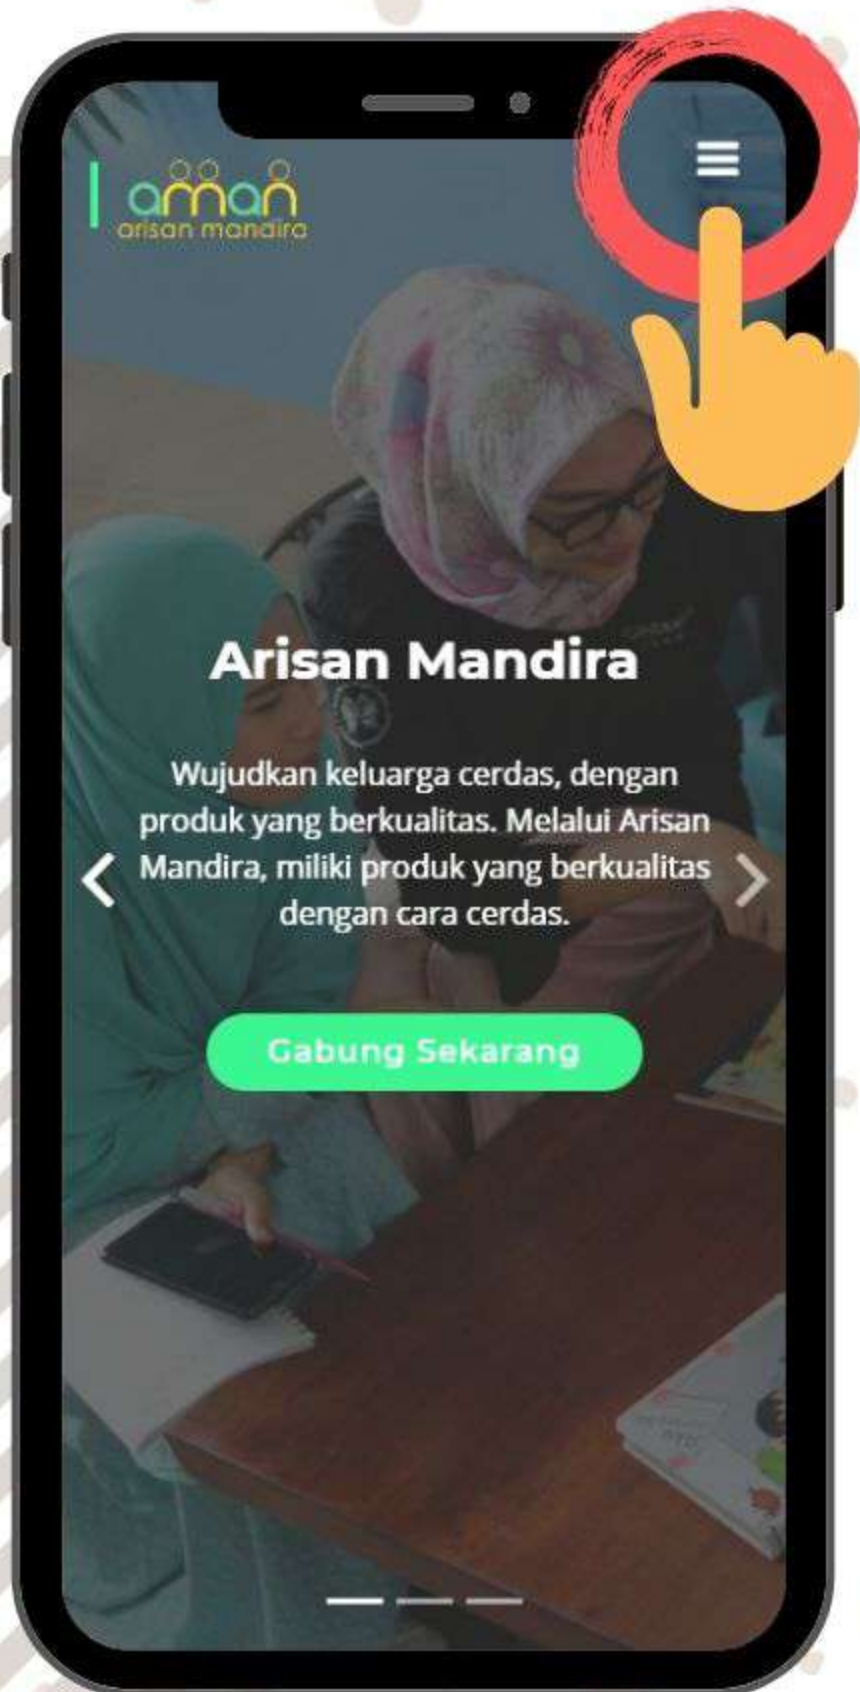 aman
arisan mandira
Arisan Mandira
Wujudkan keluarga cerdas, dengan
produk yang berkualitas. Melalui Arisan
Mandira, miliki produk yang berkualitas
dengan cara cerdas.
Gabung Sekarang